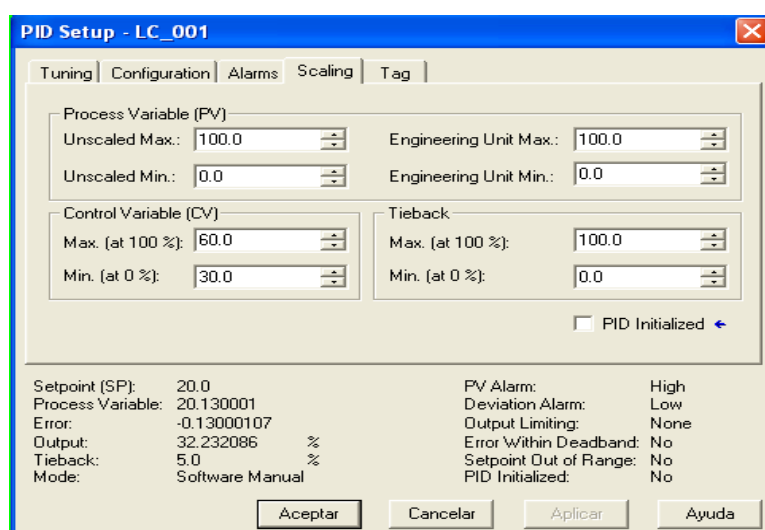 PID Setup - LC_001
Tuning Configuration Alarms Scaling Tag
Process Variable (PV)
Unscaled Max.: 100.0 Engineering Unit Max.: 100.0
Unscaled Min.: 0.0 Engineering Unit Min.: 0.0
Control Variable (CV) Tieback
Max. (at 100 %): 60.0 Max. (at 100 %): 100.0
Min. (at 0 %): 30.0 Min. (at 0 %): 0.0
PID Initialized
Setpoint (SP): 20.0 PV Alarm: High
Process Variable: 20.130001 Deviation Alarm: Low
Error: -0.13000107 Output Limiting: None
Output: 32.232086 % Error Within Deadband: No
Tieback: 5.0 % Setpoint Out of Range: No
Mode: Software Manual PID Initialized: No
Aceptar Cancelar Aplicar Ayuda